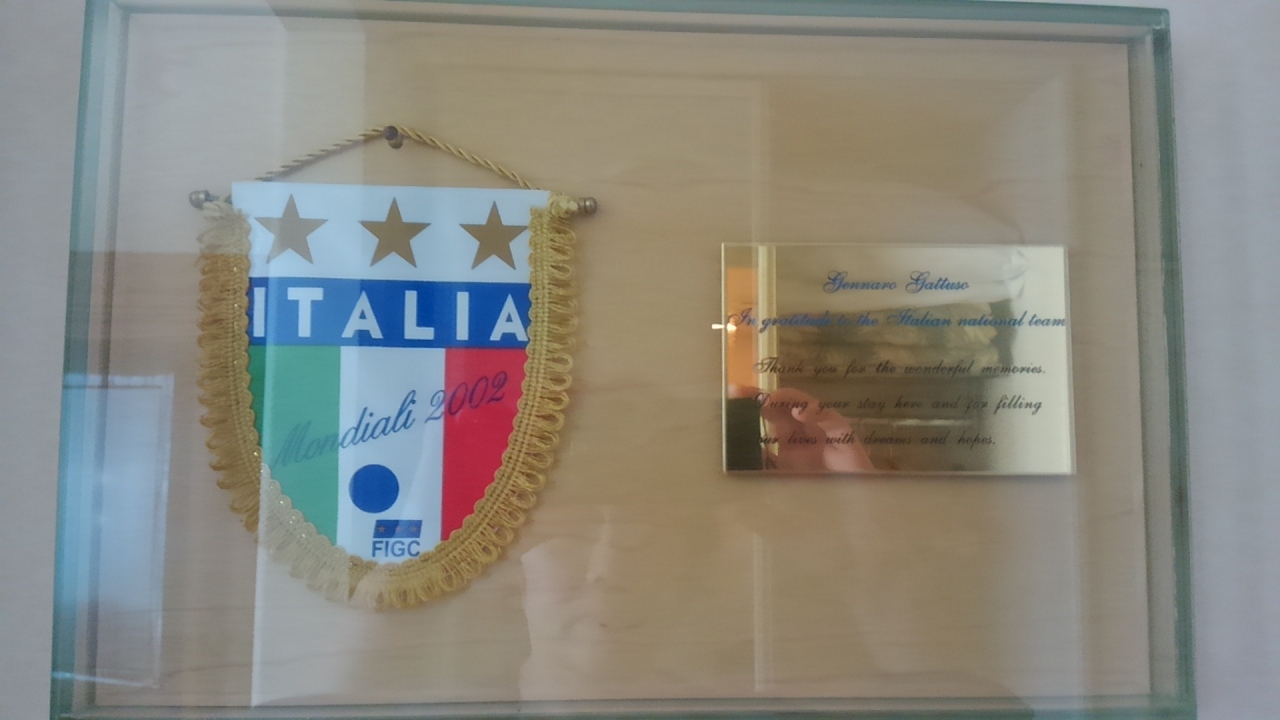 ITALIA
Mondiali 2002
FIGC
Gennaro Gattuso
In gratitude to the Italian national team
Thank you for the wonderful memories.
During your stay here and for filling
our lives with dreams and hopes.